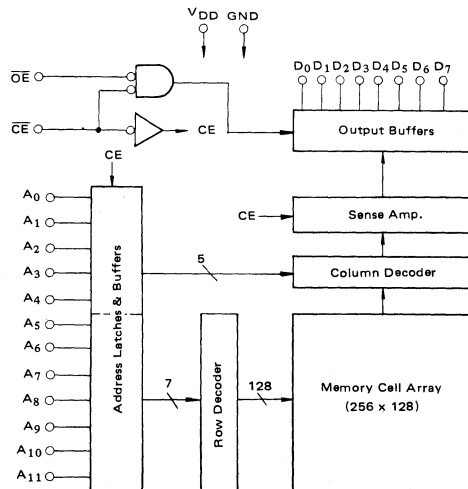 VDD GND
D0 D1 D2 D3 D4 D5 D6 D7
OE
CE
CE
Output Buffers
CE
CE
Sense Amp.
A0
A1
A2
A3
A4
A5
A6
A7
A8
A9
A10
A11
Address Latches & Buffers
5
Column Decoder
7
Row Decoder
128
Memory Cell Array
(256 x 128)